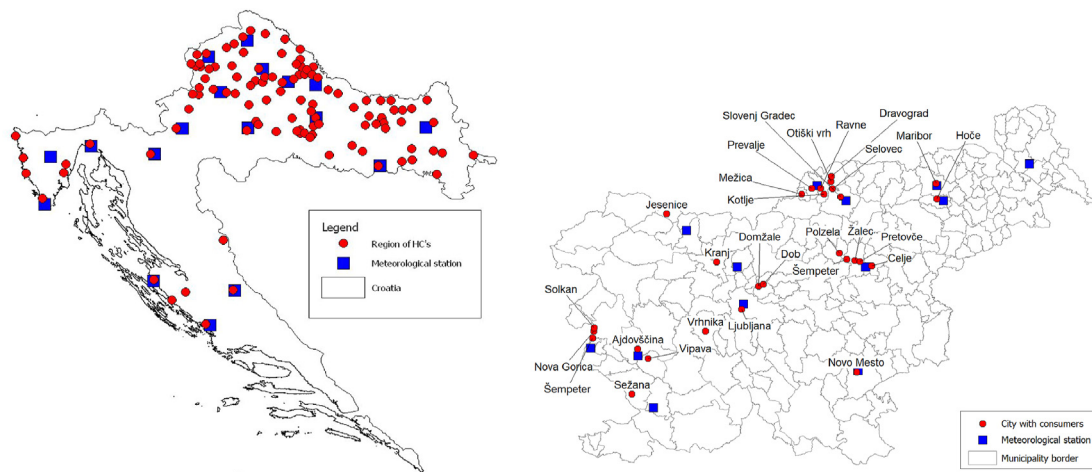 Legend
Region of HC's
Meteorological station
Croatia
Slovenj Gradec
Dravograd
Ravne
Otiški vrh
Maribor
Hoče
Prevalje
Selovec
Mežica
Kotlje
Jesenice
Polzela
Žalec
Pretovče
Domžale
Kranj
Dob
Šempeter
Celje
Solkan
Vrhnika
Ljubljana
Ajdovščina
Nova Gorica
Vipava
Novo Mesto
Šempeter
Sežana
City with consumers
Meteorological station
Municipality border